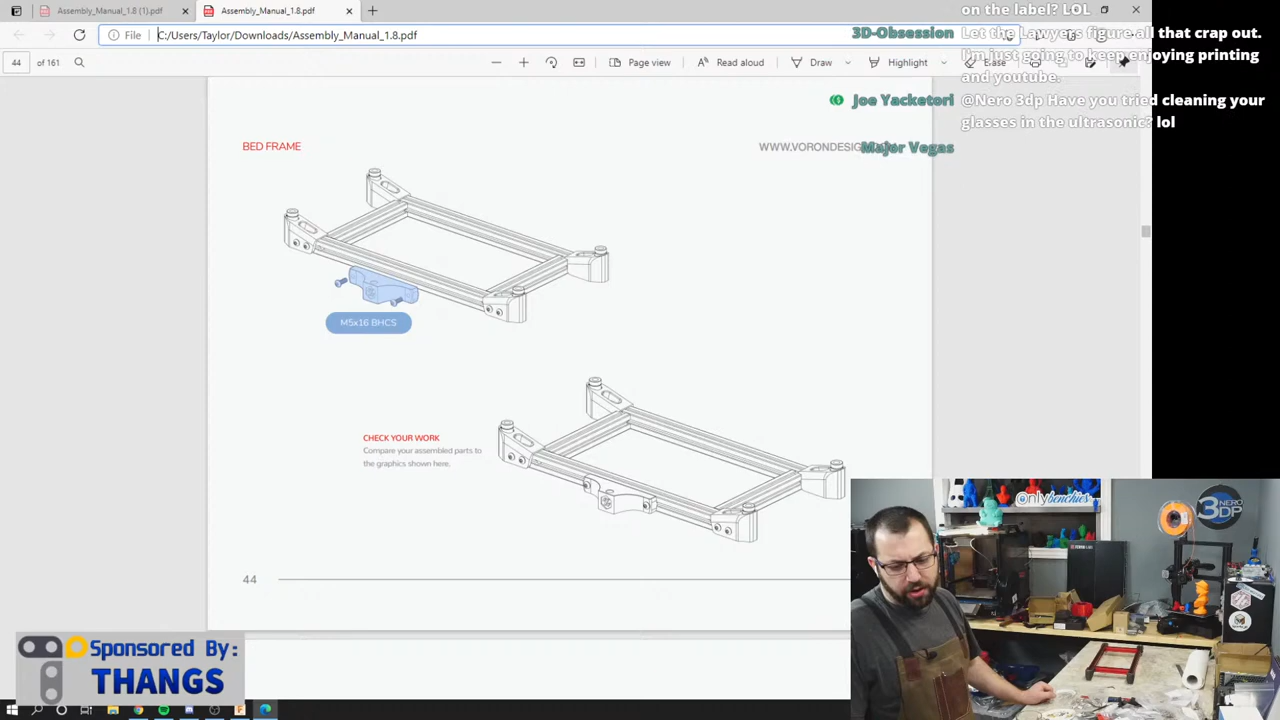 Assembly_Manual_1.8 (1).pdf
Assembly_Manual_1.8.pdf
on the label? LOL
File
C:/Users/Taylor/Downloads/Assembly_Manual_1.8.pdf
3D-Obsession Let the Lawyers figure all that crap out.
I'm just going to keep enjoying printing
and youtube.
44 of 161
Page view
Read aloud
Draw
Highlight
Erase
Joe Yacketori @Nero 3dp Have you tried cleaning your
glasses in the ultrasonic? lol
BED FRAME
WWW.VORONDESIG
Major Vegas
M5x16 BHCS
CHECK YOUR WORK
Compare your assembled parts to
the graphics shown here.
44
Onlybenchies
3 NERO
3DP
Sponsored By:
THANGS